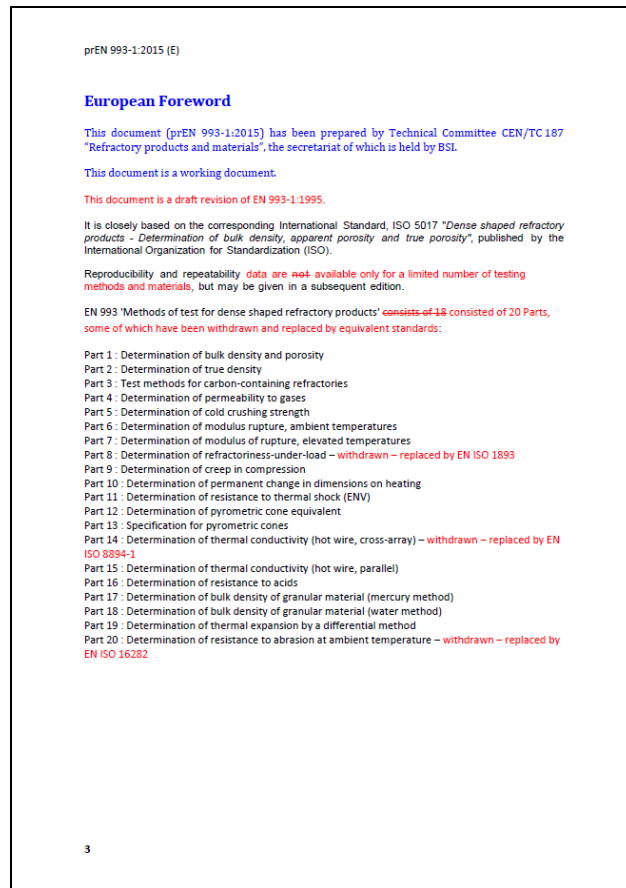 prEN 993-1:2015 (E)
European Foreword
This document (prEN 993-1:2015) has been prepared by Technical Committee CEN/TC 187
“Refractory products and materials”, the secretariat of which is held by BSI.
This document is a working document.
This document is a draft revision of EN 993-1:1995.
It is closely based on the corresponding International Standard, ISO 5017 "Dense shaped refractory
products - Determination of bulk density, apparent porosity and true porosity", published by the
International Organization for Standardization (ISO).
Reproducibility and repeatability data are not available only for a limited number of testing
methods and materials, but may be given in a subsequent edition.
EN 993 'Methods of test for dense shaped refractory products' consists of 18 consisted of 20 Parts,
some of which have been withdrawn and replaced by equivalent standards:
Part 1 : Determination of bulk density and porosity
Part 2 : Determination of true density
Part 3 : Test methods for carbon-containing refractories
Part 4 : Determination of permeability to gases
Part 5 : Determination of cold crushing strength
Part 6 : Determination of modulus rupture, ambient temperatures
Part 7 : Determination of modulus of rupture, elevated temperatures
Part 8 : Determination of refractoriness-under-load – withdrawn – replaced by EN ISO 1893
Part 9 : Determination of creep in compression
Part 10 : Determination of permanent change in dimensions on heating
Part 11 : Determination of resistance to thermal shock (ENV)
Part 12 : Determination of pyrometric cone equivalent
Part 13 : Specification for pyrometric cones
Part 14 : Determination of thermal conductivity (hot wire, cross-array) – withdrawn – replaced by EN
ISO 8894-1
Part 15 : Determination of thermal conductivity (hot wire, parallel)
Part 16 : Determination of resistance to acids
Part 17 : Determination of bulk density of granular material (mercury method)
Part 18 : Determination of bulk density of granular material (water method)
Part 19 : Determination of thermal expansion by a differential method
Part 20 : Determination of resistance to abrasion at ambient temperature – withdrawn – replaced by
EN ISO 16282
3